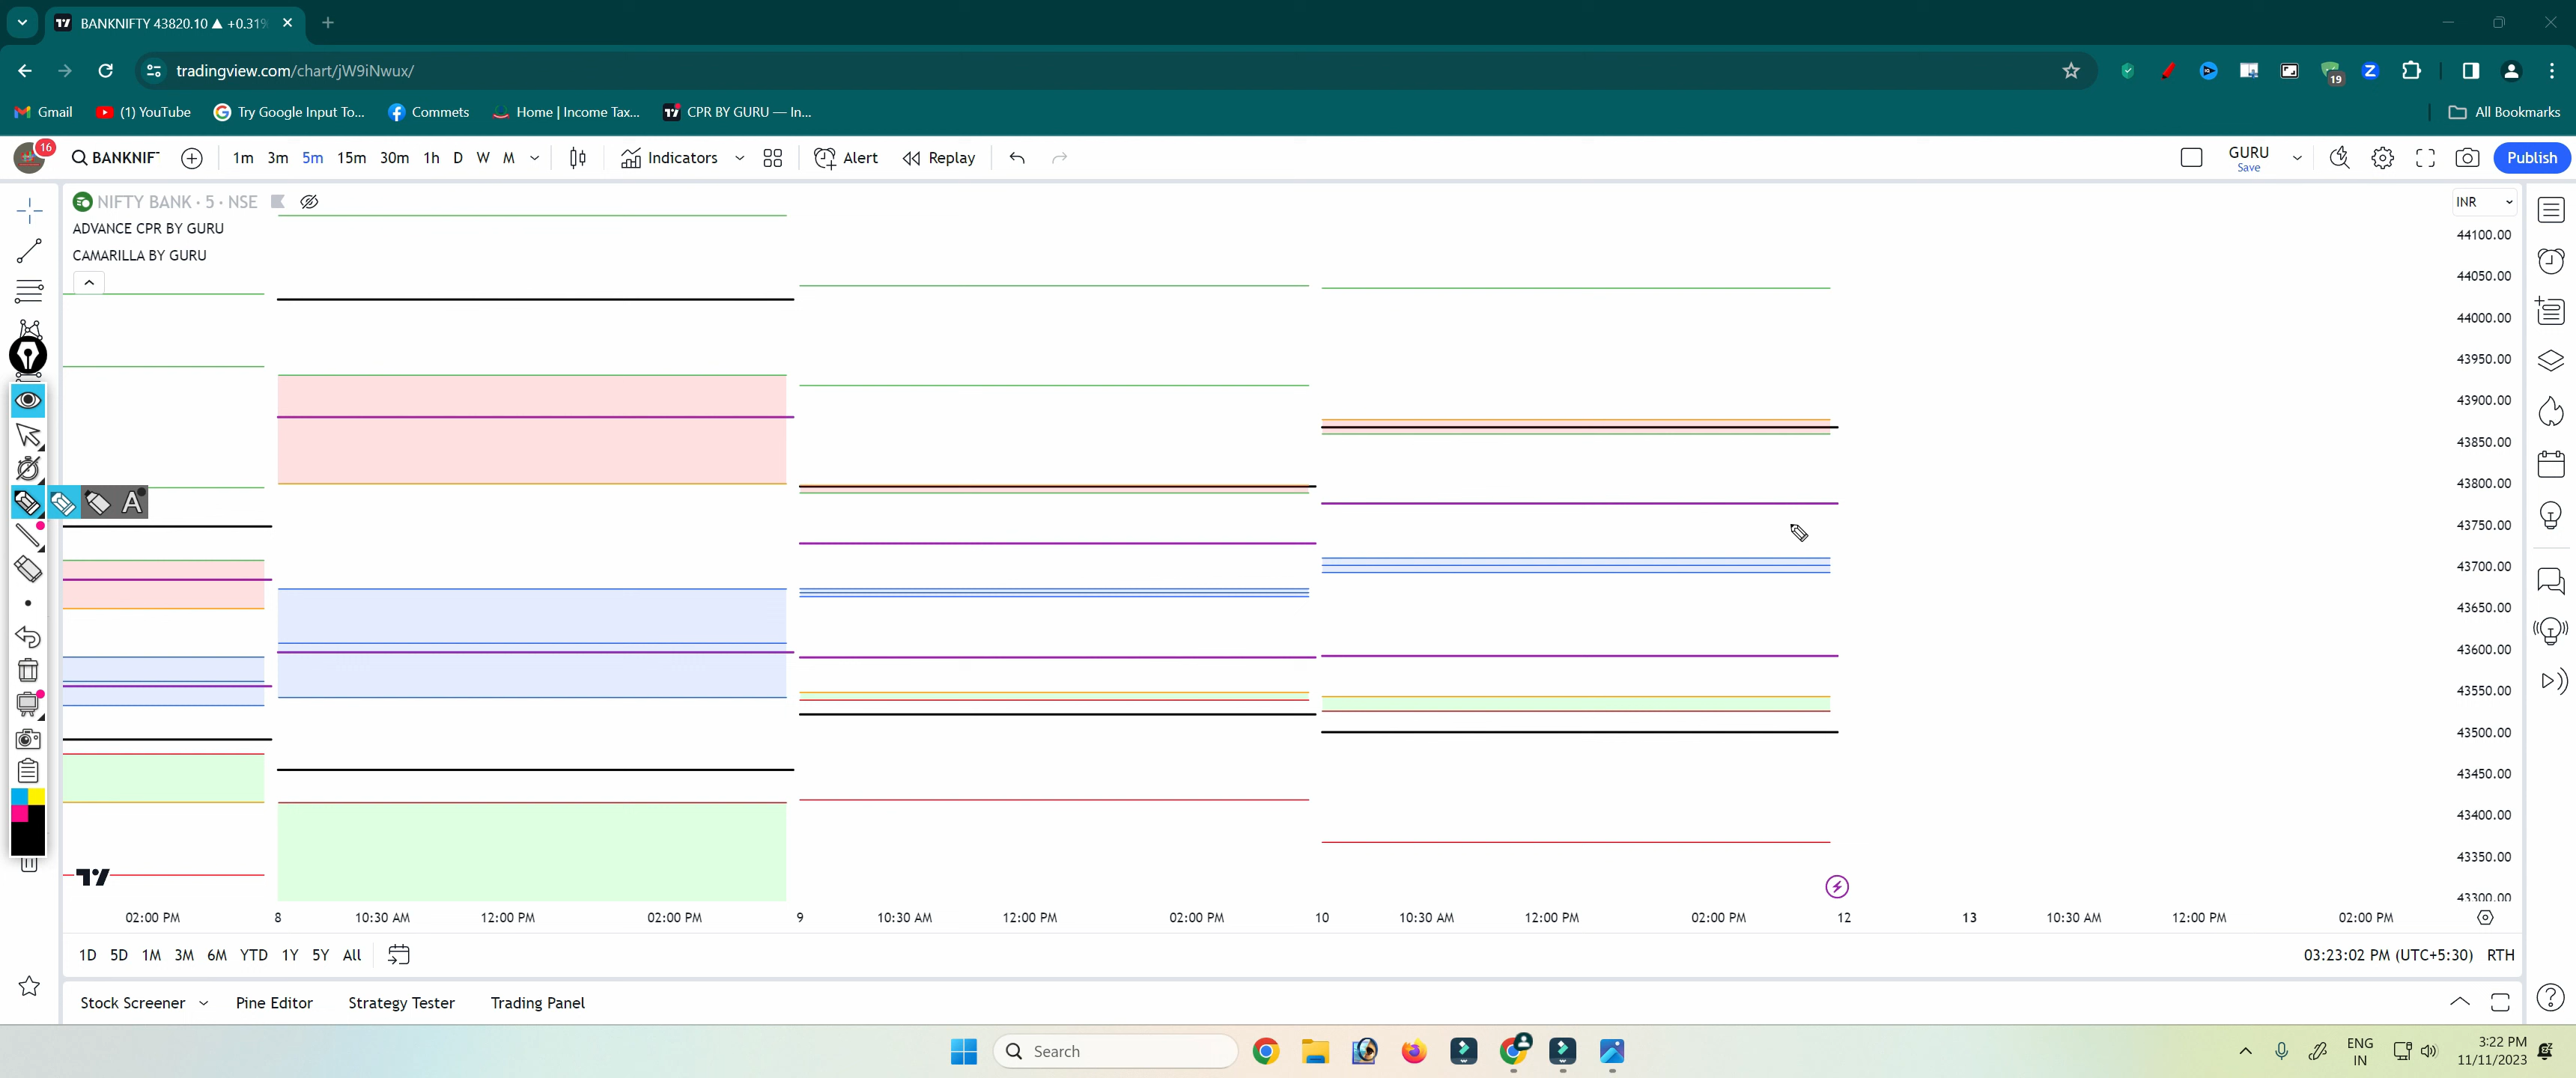 BANKNIFTY 43820.10 ▲ +0.31%
tradingview.com/chart/jW9iNwux/
19
Gmail
(1) YouTube
Try Google Input To...
Commets
Home | Income Tax...
CPR BY GURU — In...
All Bookmarks
16
BANKNIF
1m 3m 5m 15m 30m 1h D W M
Indicators
Alert
Replay
GURU
Save
Publish
NIFTY BANK · 5 · NSE
ADVANCE CPR BY GURU
CAMARILLA BY GURU
INR
44100.00
44050.00
44000.00
43950.00
43900.00
43850.00
43800.00
43750.00
43700.00
43650.00
43600.00
43550.00
43500.00
43450.00
43400.00
43350.00
43300.00
A
02:00 PM 8 10:30 AM 12:00 PM 02:00 PM 9 10:30 AM 12:00 PM 02:00 PM 10 10:30 AM 12:00 PM 02:00 PM 12 13 10:30 AM 12:00 PM 02:00 PM
1D 5D 1M 3M 6M YTD 1Y 5Y All
03:23:02 PM (UTC+5:30) RTH
Stock Screener
Pine Editor
Strategy Tester
Trading Panel
Search
ENG
IN
3:22 PM
11/11/2023